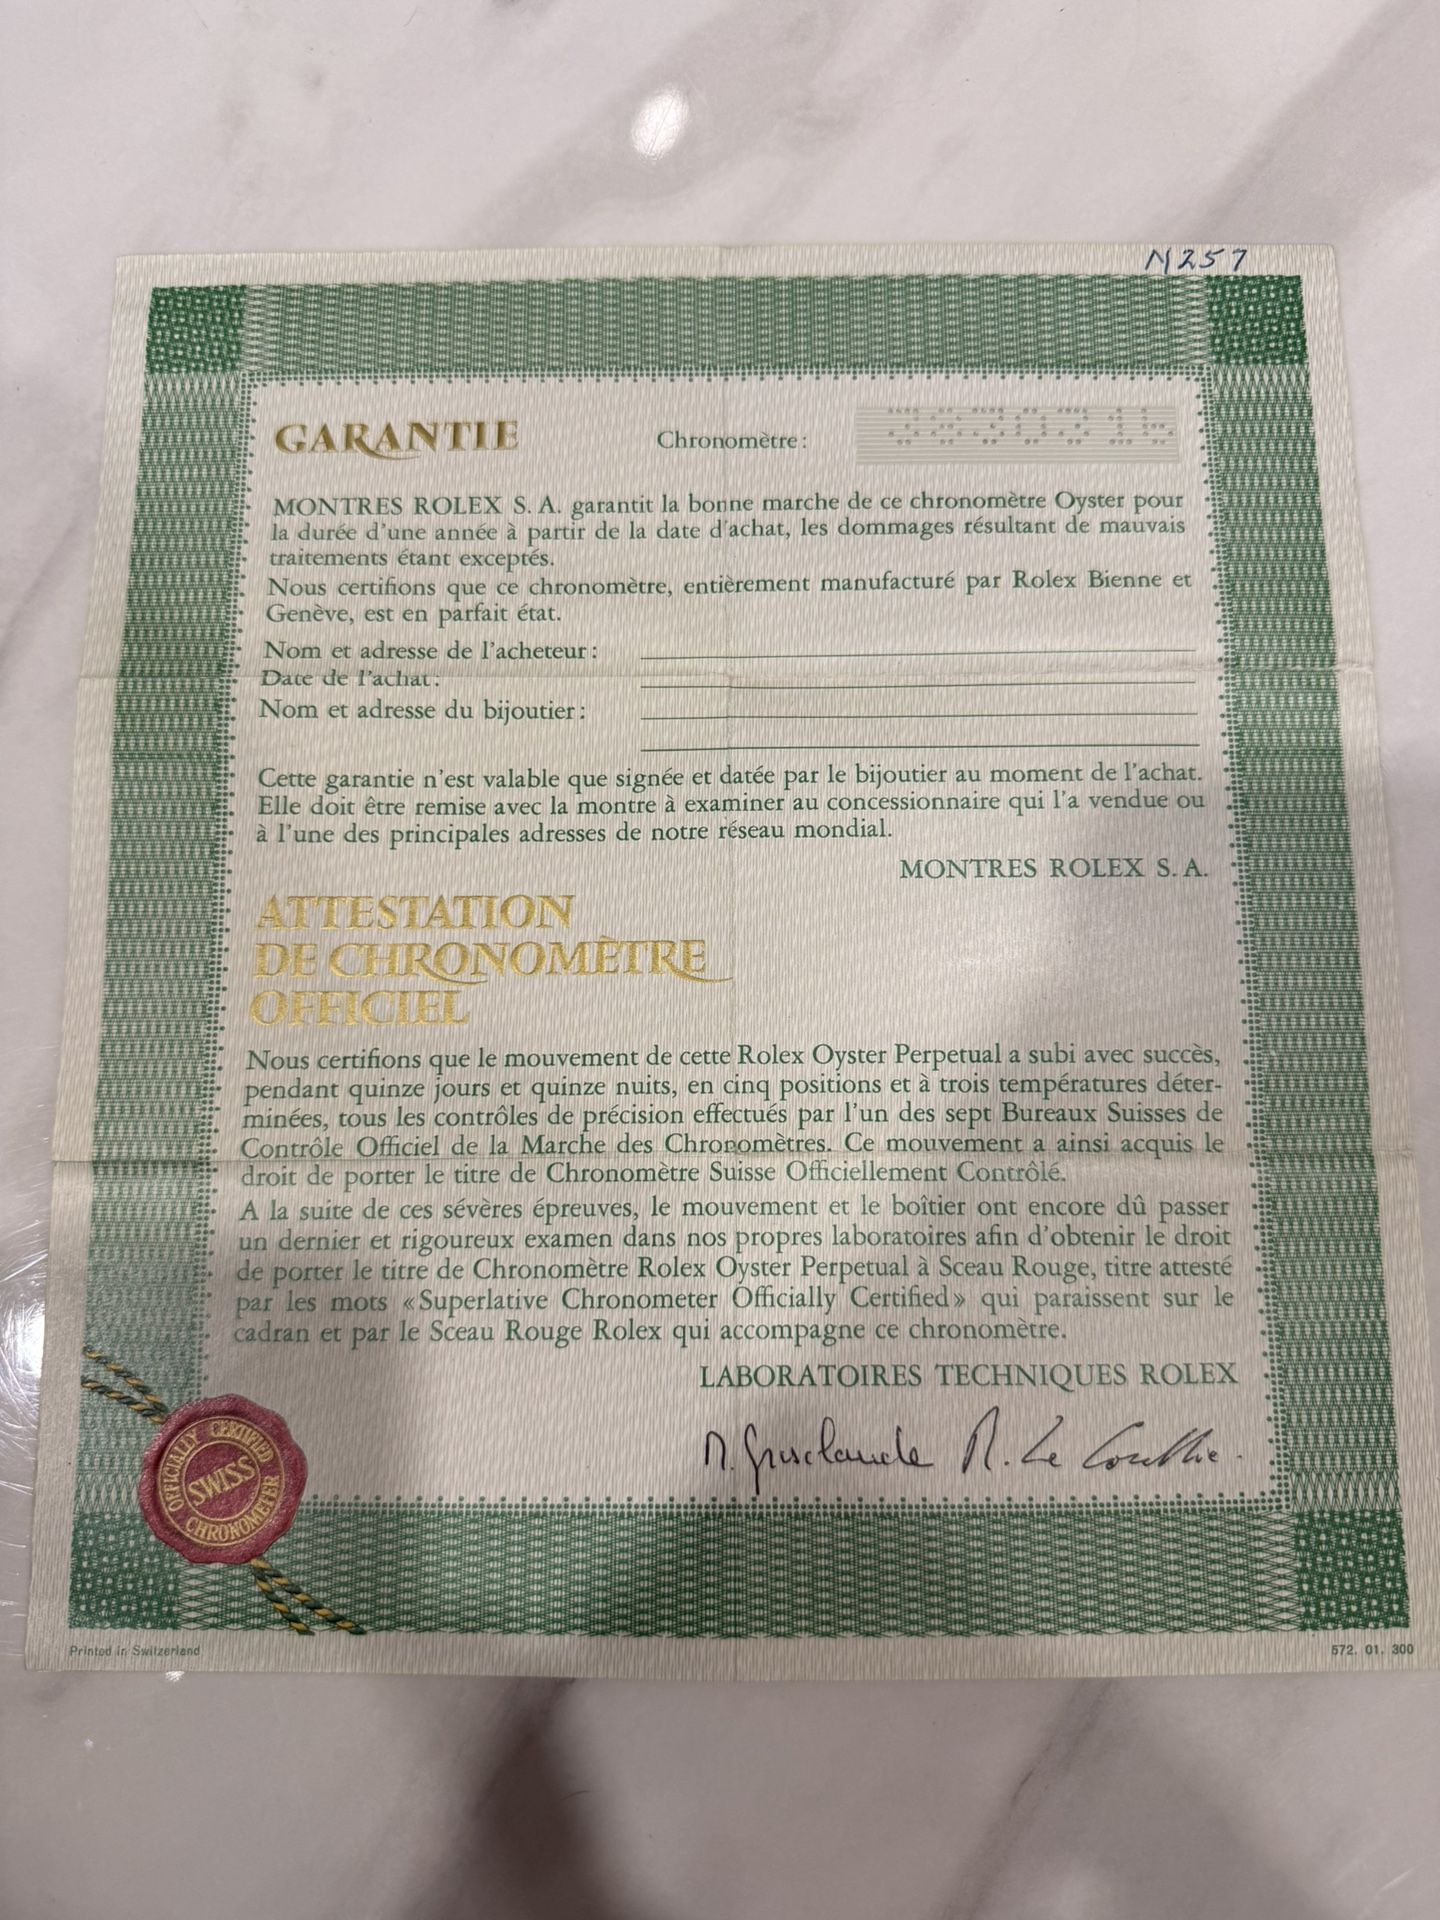 N257
GARANTIE Chronomètre:
MONTRES ROLEX S. A. garantit la bonne marche de ce chronomètre Oyster pour
la durée d'une année à partir de la date d'achat, les dommages résultant de mauvais
traitements étant exceptés.
Nous certifions que ce chronomètre, entièrement manufacturé par Rolex Bienne et
Genève, est en parfait état.
Nom et adresse de l'acheteur:
Date de l'achat:
Nom et adresse du bijoutier:
Cette garantie n'est valable que signée et datée par le bijoutier au moment de l'achat.
Elle doit être remise avec la montre à examiner au concessionnaire qui l'a vendue ou
à l'une des principales adresses de notre réseau mondial.
MONTRES ROLEX S. A.
ATTESTATION
DE CHRONOMÈTRE
OFFICIEL
Nous certifions que le mouvement de cette Rolex Oyster Perpetual a subi avec succès,
pendant quinze jours et quinze nuits, en cinq positions et à trois températures déter-
minées, tous les contrôles de précision effectués par l'un des sept Bureaux Suisses de
Contrôle Officiel de la Marche des Chronomètres. Ce mouvement a ainsi acquis le
droit de porter le titre de Chronomètre Suisse Officiellement Contrôlé.
A la suite de ces sévères épreuves, le mouvement et le boîtier ont encore dû passer
un dernier et rigoureux examen dans nos propres laboratoires afin d'obtenir le droit
de porter le titre de Chronomètre Rolex Oyster Perpetual à Sceau Rouge, titre attesté
par les mots «Superlative Chronometer Officially Certified» qui paraissent sur le
cadran et par le Sceau Rouge Rolex qui accompagne ce chronomètre.
LABORATOIRES TECHNIQUES ROLEX
OFFICIALLY CERTIFIED
SWISS
CHRONOMETER
Printed in Switzerland 572. 01. 300